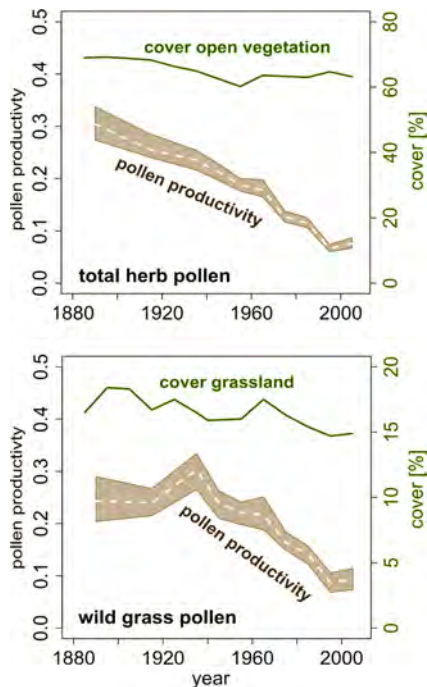 0.5
80
cover open vegetation
0.4
60
0.3
40
0.2
pollen productivity
20
0.1
0.0
total herb pollen
0
pollen productivty
cover [%]
1880
1920
1960
2000
0.5
20
cover grassland
0.4
15
0.3
10
0.2
pollen productivity
5
0.1
0.0
wild grass pollen
0
pollen productivty
cover [%]
1880
1920
1960
2000
year